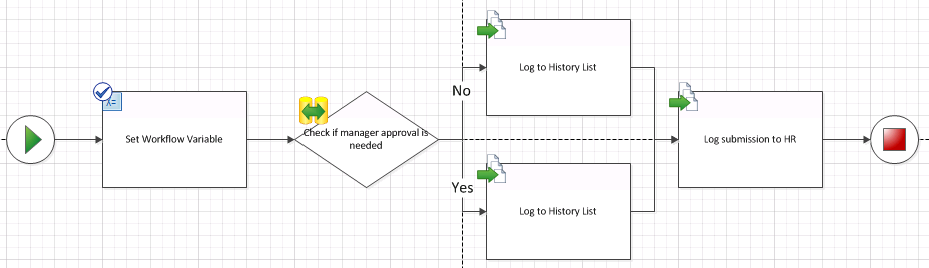 Set Workflow Variable
Check if manager approval is
needed
No
Log to History List
Yes
Log to History List
Log submission to HR